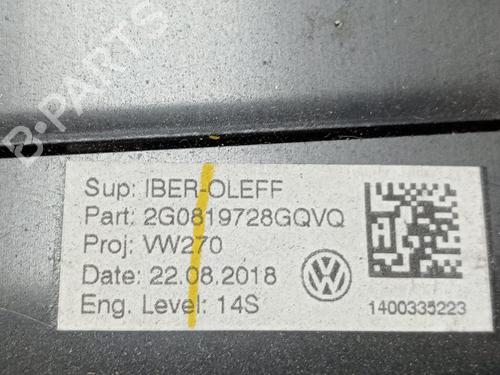 B-PARTS
Sup: IBER-OLEFF
Part: 2G0819728GQVQ
Proj: VW270
Date: 22.08.2018
Eng. Level: 14S
1400335223